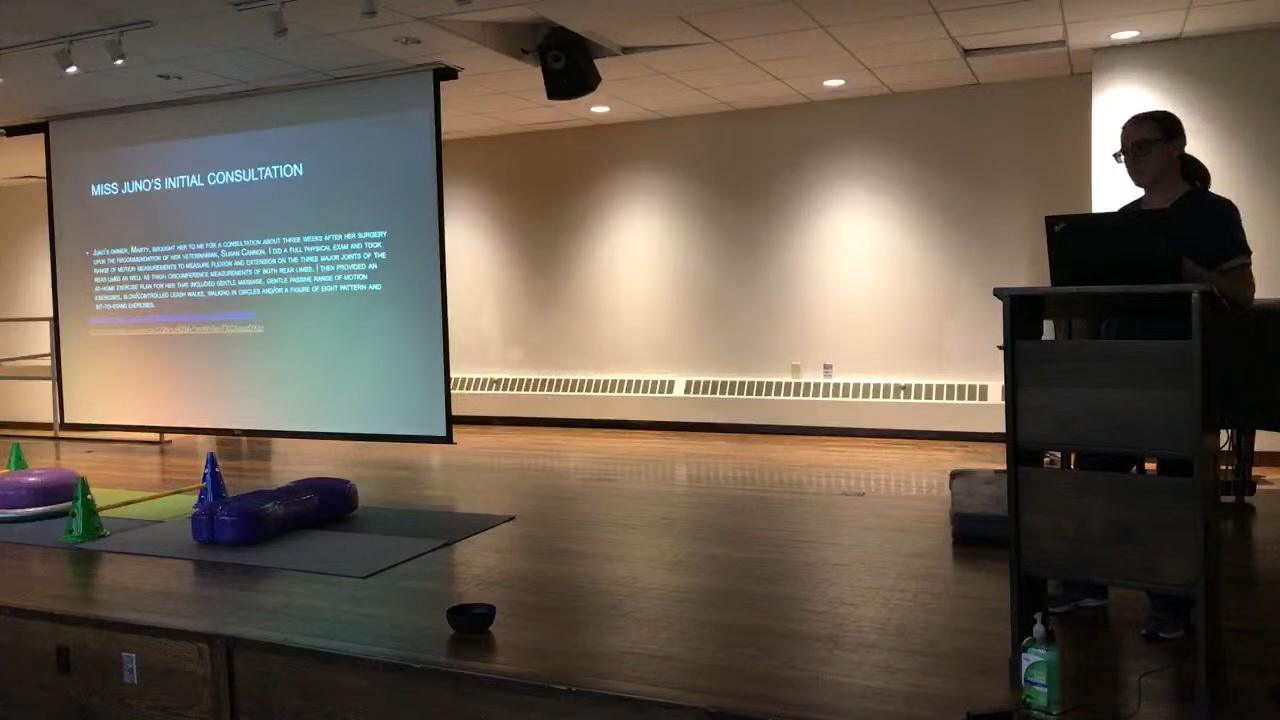 MISS JUNO'S INITIAL CONSULTATION
• JUNO'S OWNER, MARTY, BROUGHT HER TO ME FOR A CONSULTATION ABOUT THREE WEEKS AFTER HER SURGERY
UPON THE RECOMMENDATION OF HER VETERINARIAN, SUSAN CANNON. I DID A FULL PHYSICAL EXAM AND TOOK
RANGE OF MOTION MEASUREMENTS TO MEASURE FLEXION AND EXTENSION ON THE THREE MAJOR JOINTS OF THE
REAR LIMBS AS WELL AS THIGH CIRCUMFERENCE MEASUREMENTS OF BOTH REAR LIMBS. I THEN PROVIDED AN
AT-HOME EXERCISE PLAN FOR HER THAT INCLUDED GENTLE MASSAGE, GENTLE PASSIVE RANGE OF MOTION
EXERCISES, SLOW/CONTROLLED LEASH WALKS, WALKING IN CIRCLES AND/OR A FIGURE OF EIGHT PATTERN AND
SIT-TO-STAND EXERCISES.